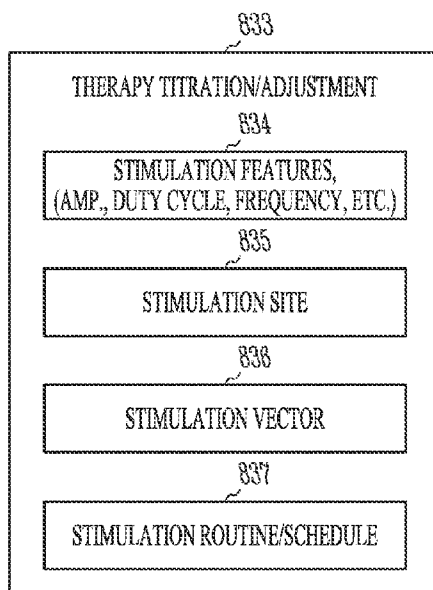 833
THERAPY TITRATION/ADJUSTMENT
834
STIMULATION FEATURES,
(AMP., DUTY CYCLE, FREQUENCY, ETC.)
835
STIMULATION SITE
836
STIMULATION VECTOR
837
STIMULATION ROUTINE/SCHEDULE